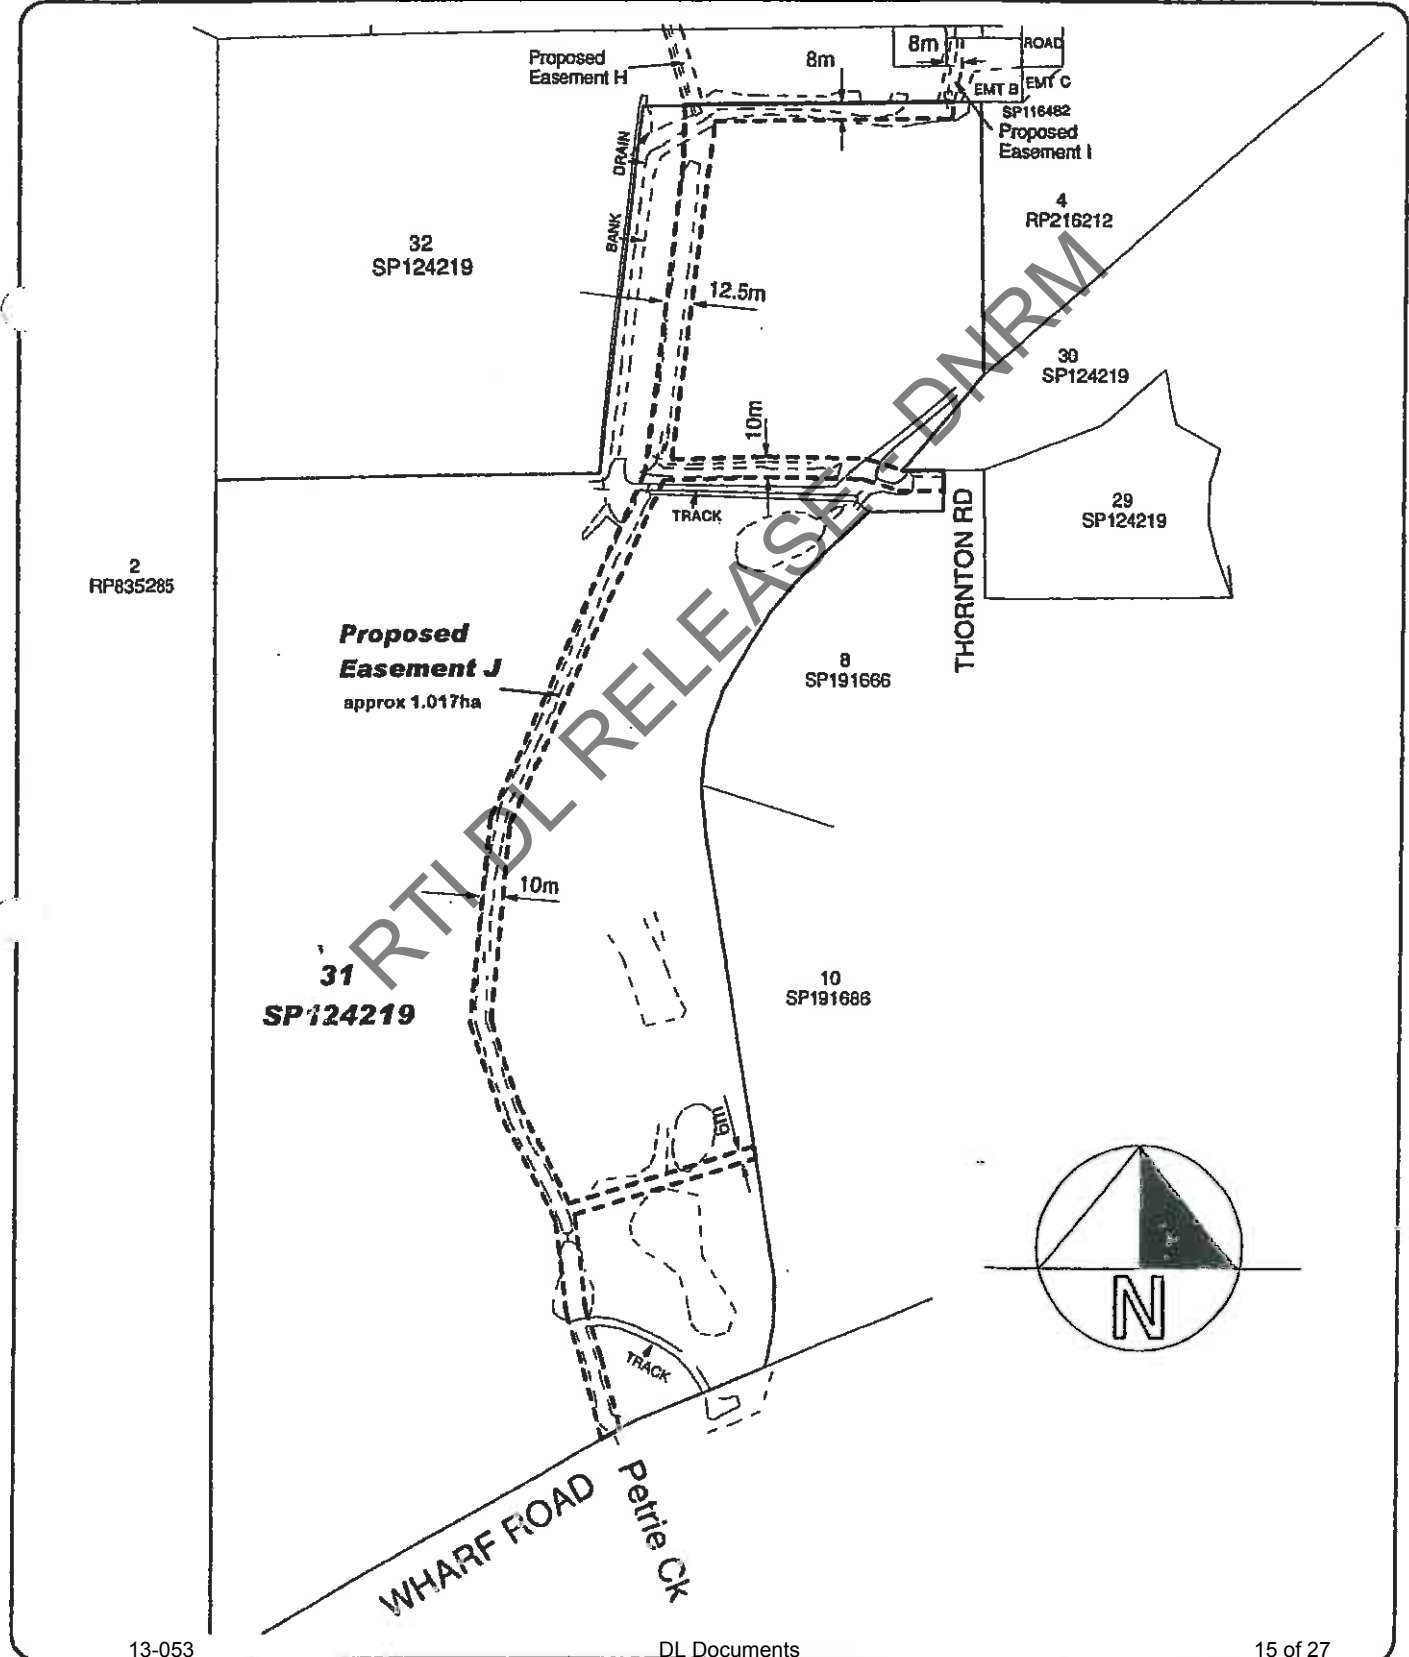 Proposed
Easement H
8m
8m
ROAD
EMT B
EMT C
SP116482
Proposed
Easement I
DRAIN
BANK
4
RP216212
32
SP124219
12.5m
30
SP124219
10m
TRACK
THORNTON RD
29
SP124219
2
RP835285
Proposed
Easement J
approx 1.017ha
8
SP191666
10m
31
SP124219
10
SP191686
6m
TRACK
N
WHARF ROAD
Petrie Ck
RTI DL RELEASE - DNRM
13-053
DL Documents
15 of 27